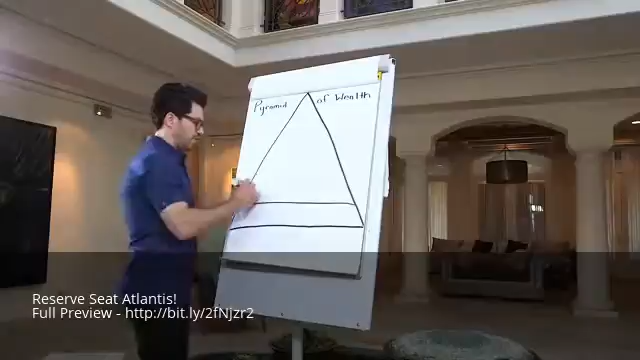 Pyramid of Wealth
Reserve Seat Atlantis!
Full Preview - http://bit.ly/2fNjzr2